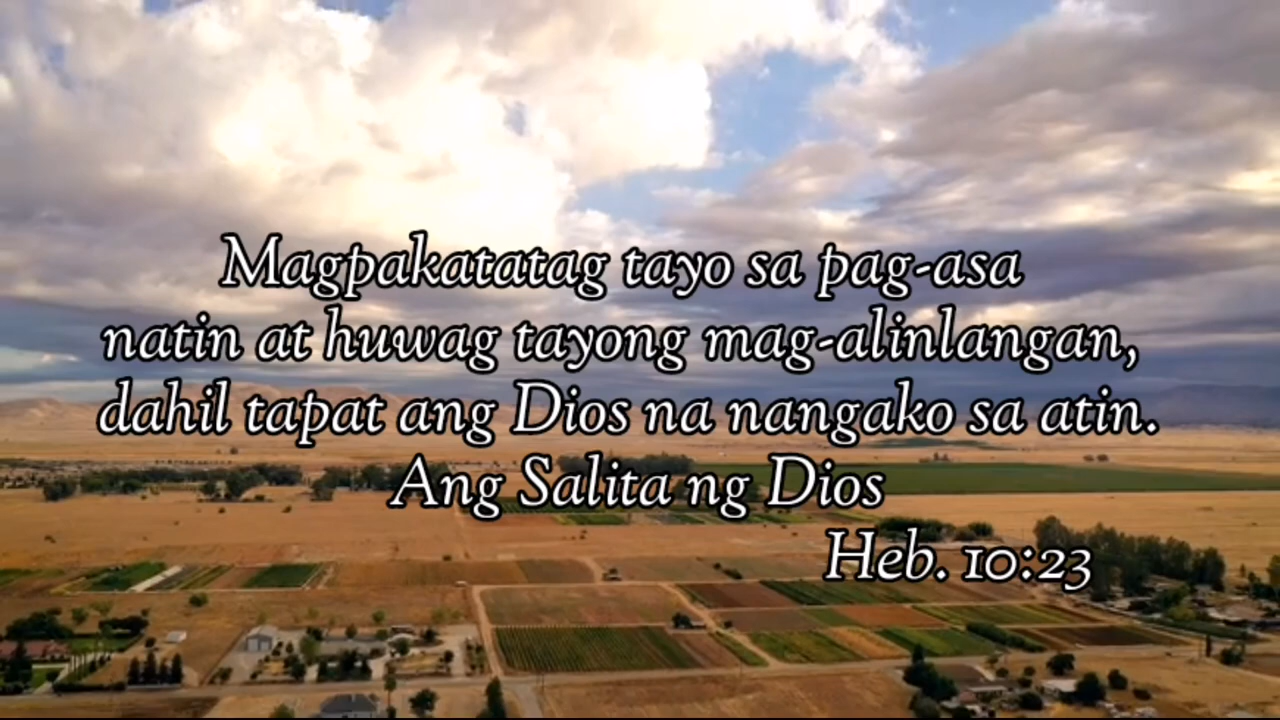 Magpakatatag tayo sa pag-asa
natin at huwag tayong mag-alinlangan,
dahil tapat ang Dios na nangako sa atin.
Ang Salita ng Dios
Heb. 10:23